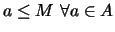 a ≤ M ∀a ∈ A